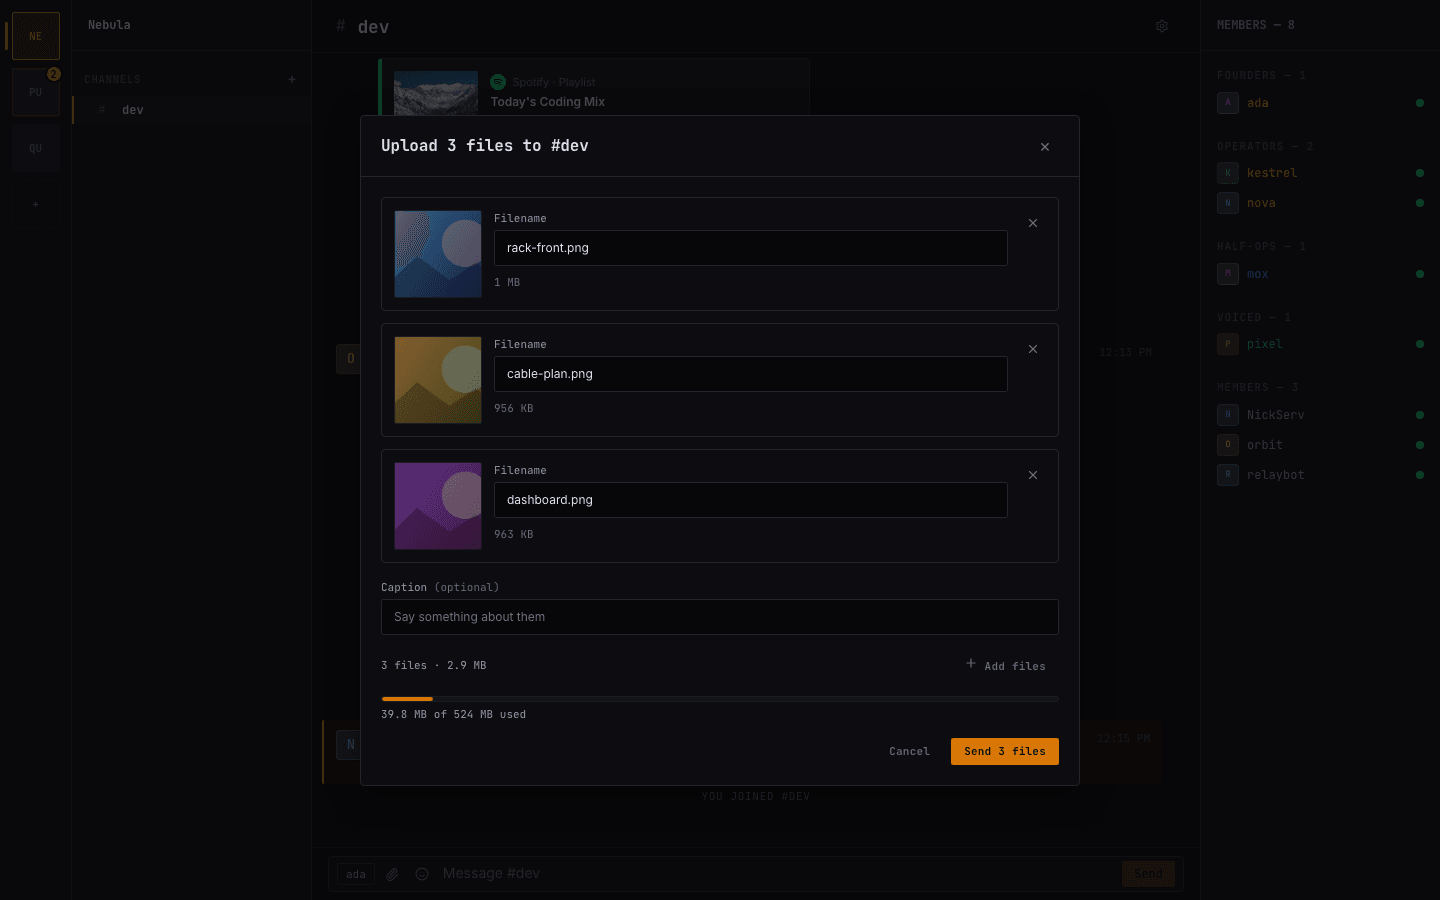 NE
2
PU
QU
+
Nebula
CHANNELS +
# dev
# dev
Spotify · Playlist
Today's Coding Mix
O
12:13 PM
Upload 3 files to #dev
Filename
rack-front.png
1 MB
Filename
cable-plan.png
956 KB
Filename
dashboard.png
963 KB
Caption (optional)
Say something about them
3 files · 2.9 MB
+ Add files
39.8 MB of 524 MB used
Cancel
Send 3 files
N
12:15 PM
YOU JOINED #DEV
ada
Message #dev
Send
MEMBERS — 8
FOUNDERS — 1
A ada
OPERATORS — 2
K kestrel
N nova
HALF-OPS — 1
M mox
VOICED — 1
P pixel
MEMBERS — 3
N NickServ
O orbit
R relaybot